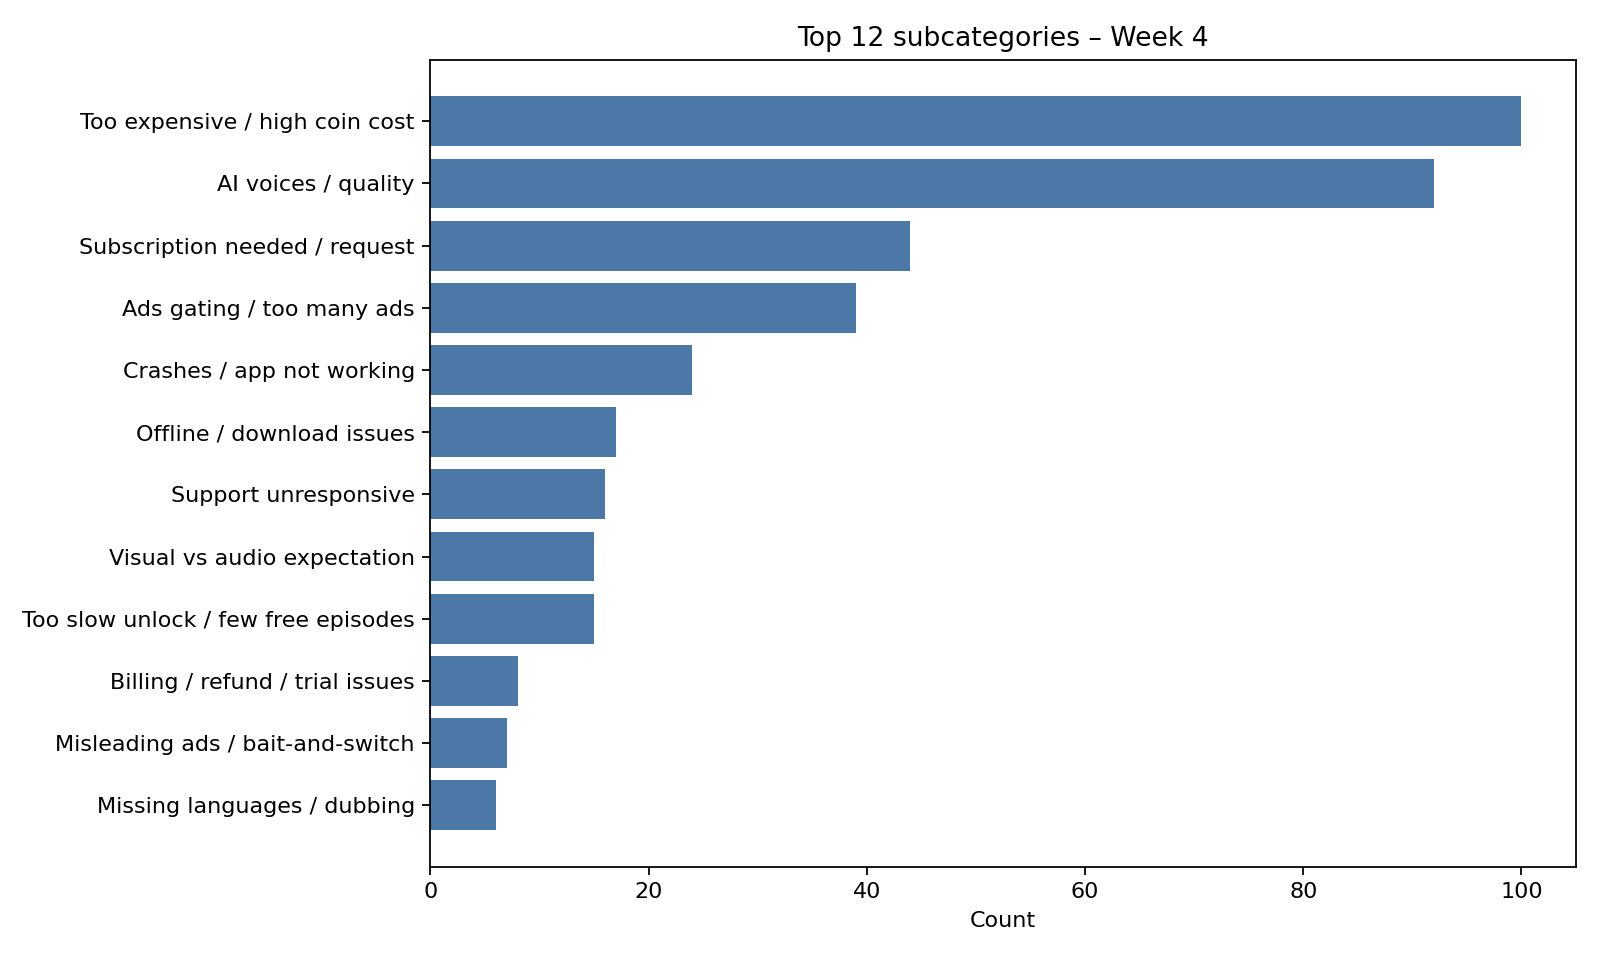 Top 12 subcategories – Week 4
Too expensive / high coin cost
AI voices / quality
Subscription needed / request
Ads gating / too many ads
Crashes / app not working
Offline / download issues
Support unresponsive
Visual vs audio expectation
Too slow unlock / few free episodes
Billing / refund / trial issues
Misleading ads / bait-and-switch
Missing languages / dubbing
0 20 40 60 80 100
Count